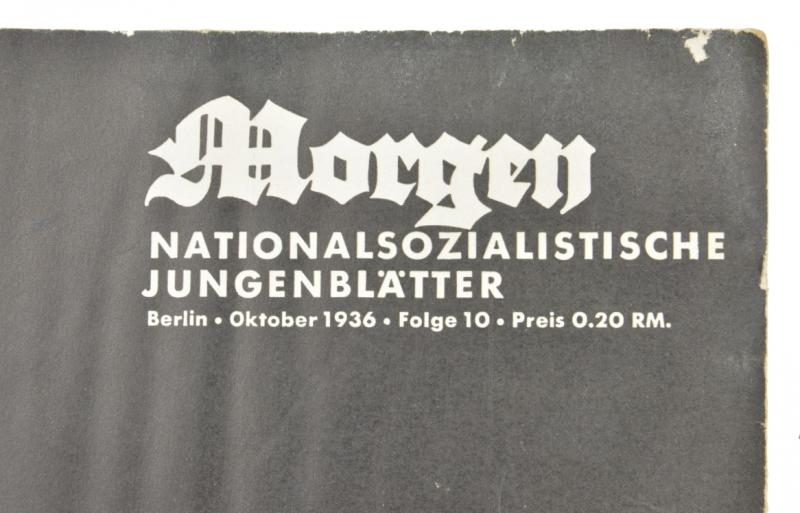 Morgen
NATIONALSOZIALISTISCHE
JUNGENBLÄTTER
Berlin • Oktober 1936 • Folge 10 • Preis 0.20 RM.